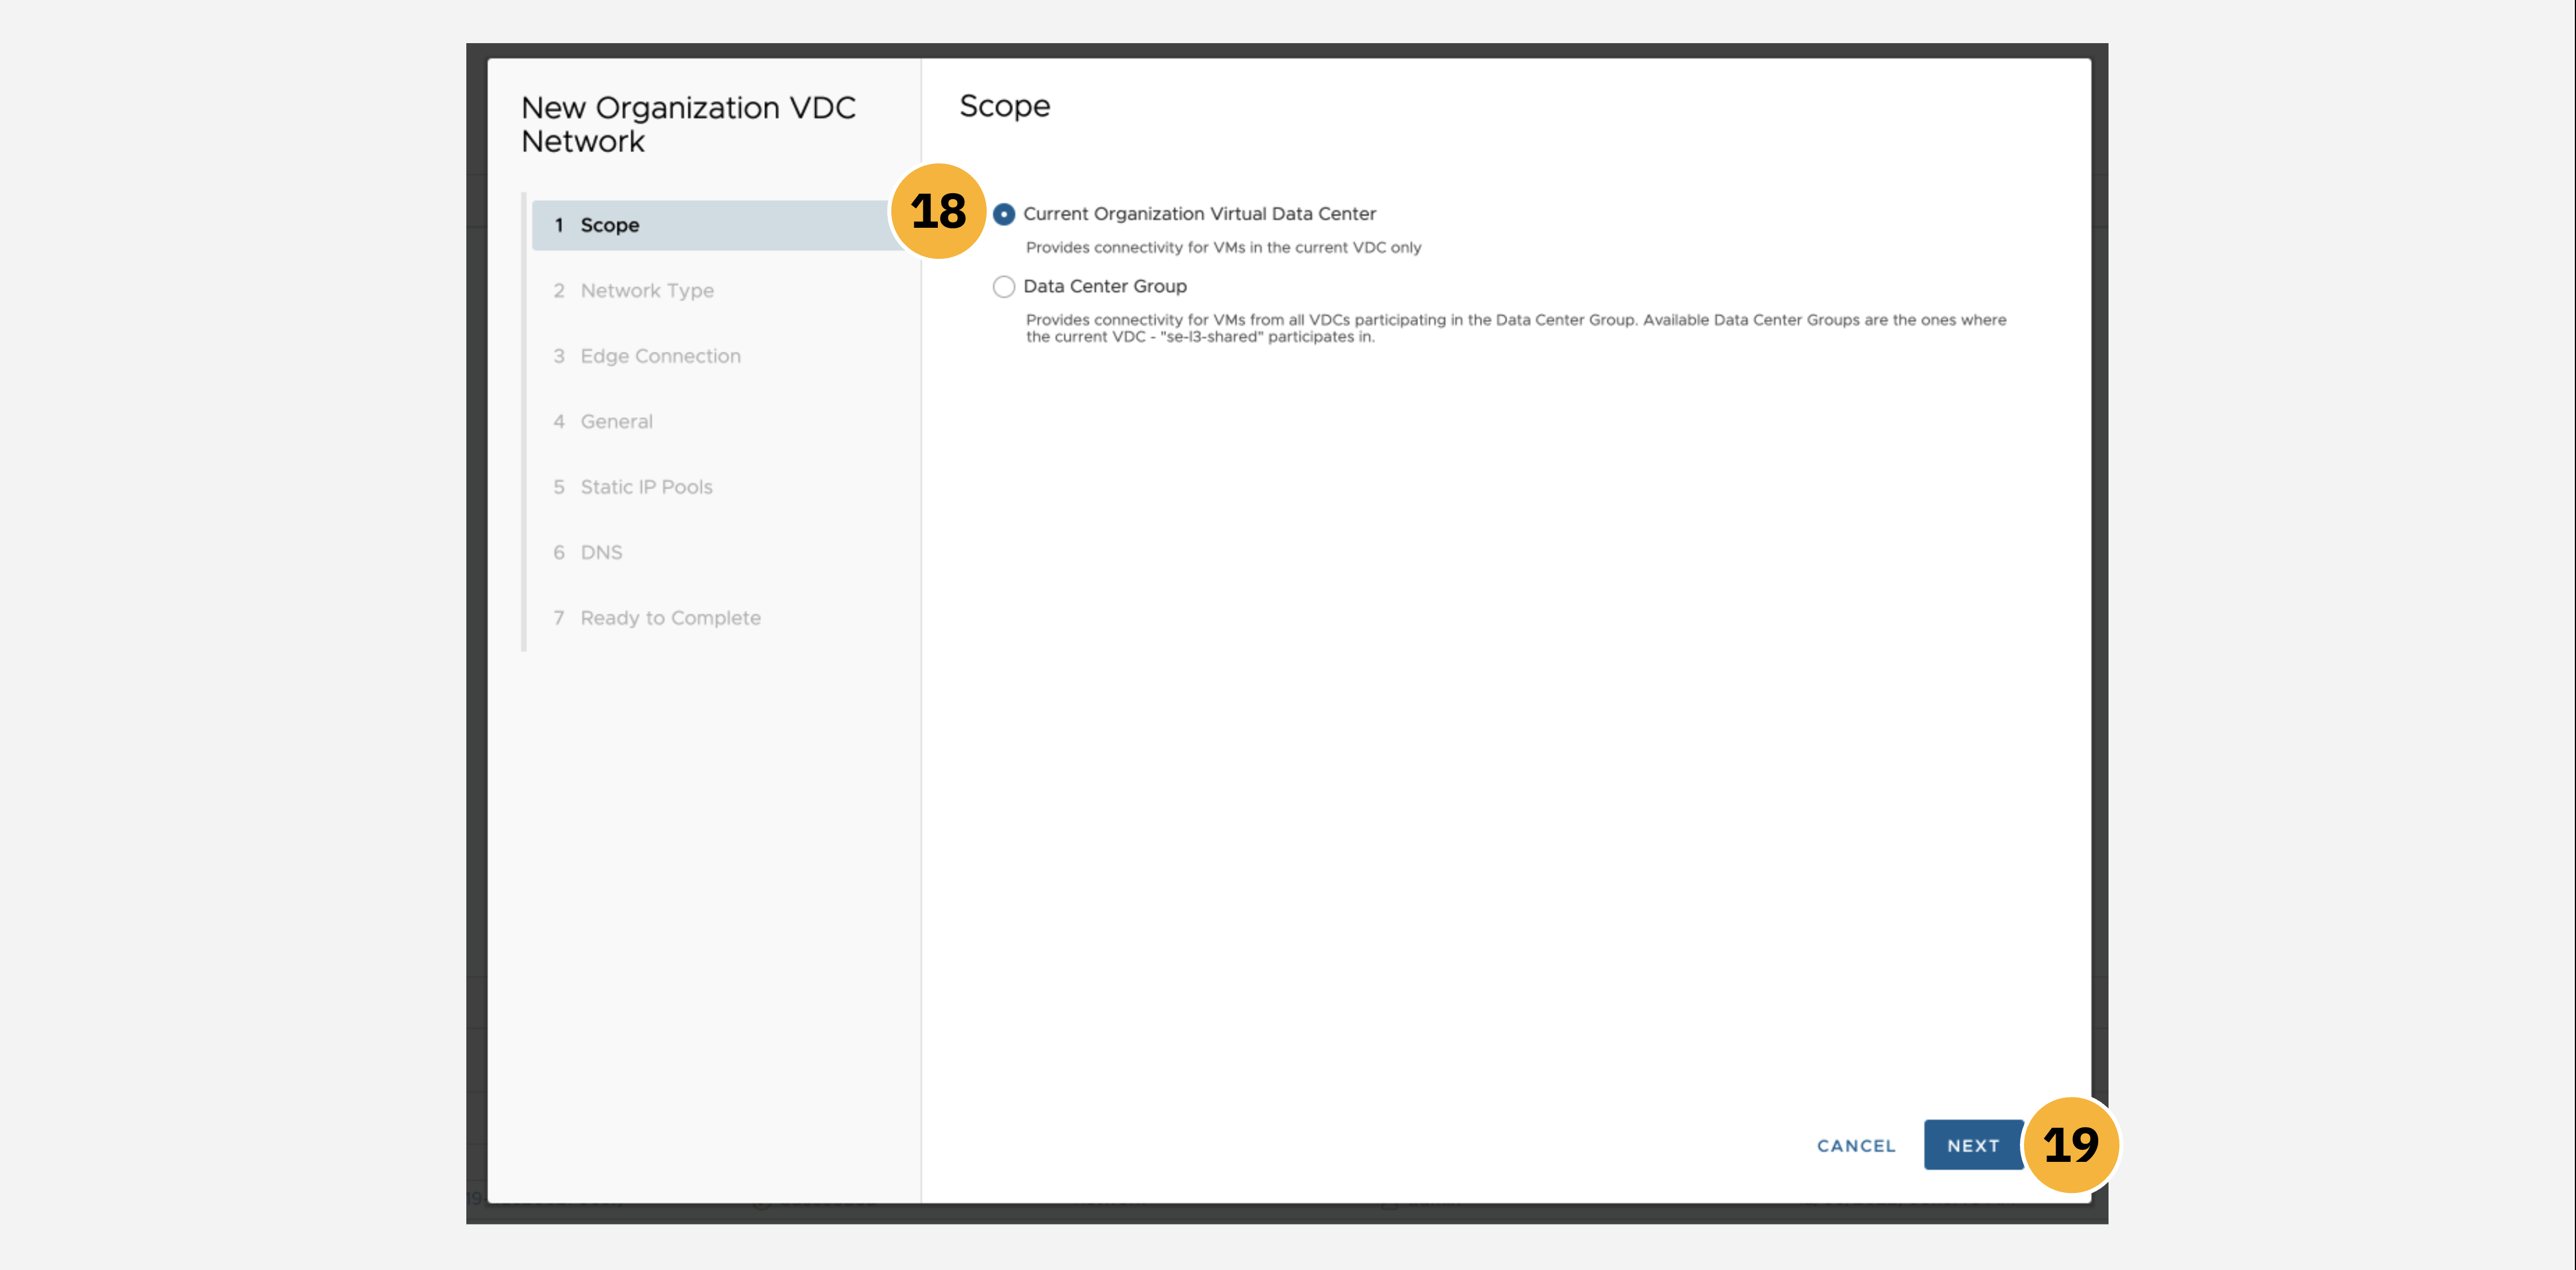 New Organization VDC
Network
1 Scope
2 Network Type
3 Edge Connection
4 General
5 Static IP Pools
6 DNS
7 Ready to Complete
Scope
18
Current Organization Virtual Data Center
Provides connectivity for VMs in the current VDC only
Data Center Group
Provides connectivity for VMs from all VDCs participating in the Data Center Group. Available Data Center Groups are the ones where
the current VDC - "se-l3-shared" participates in.
CANCEL
NEXT
19